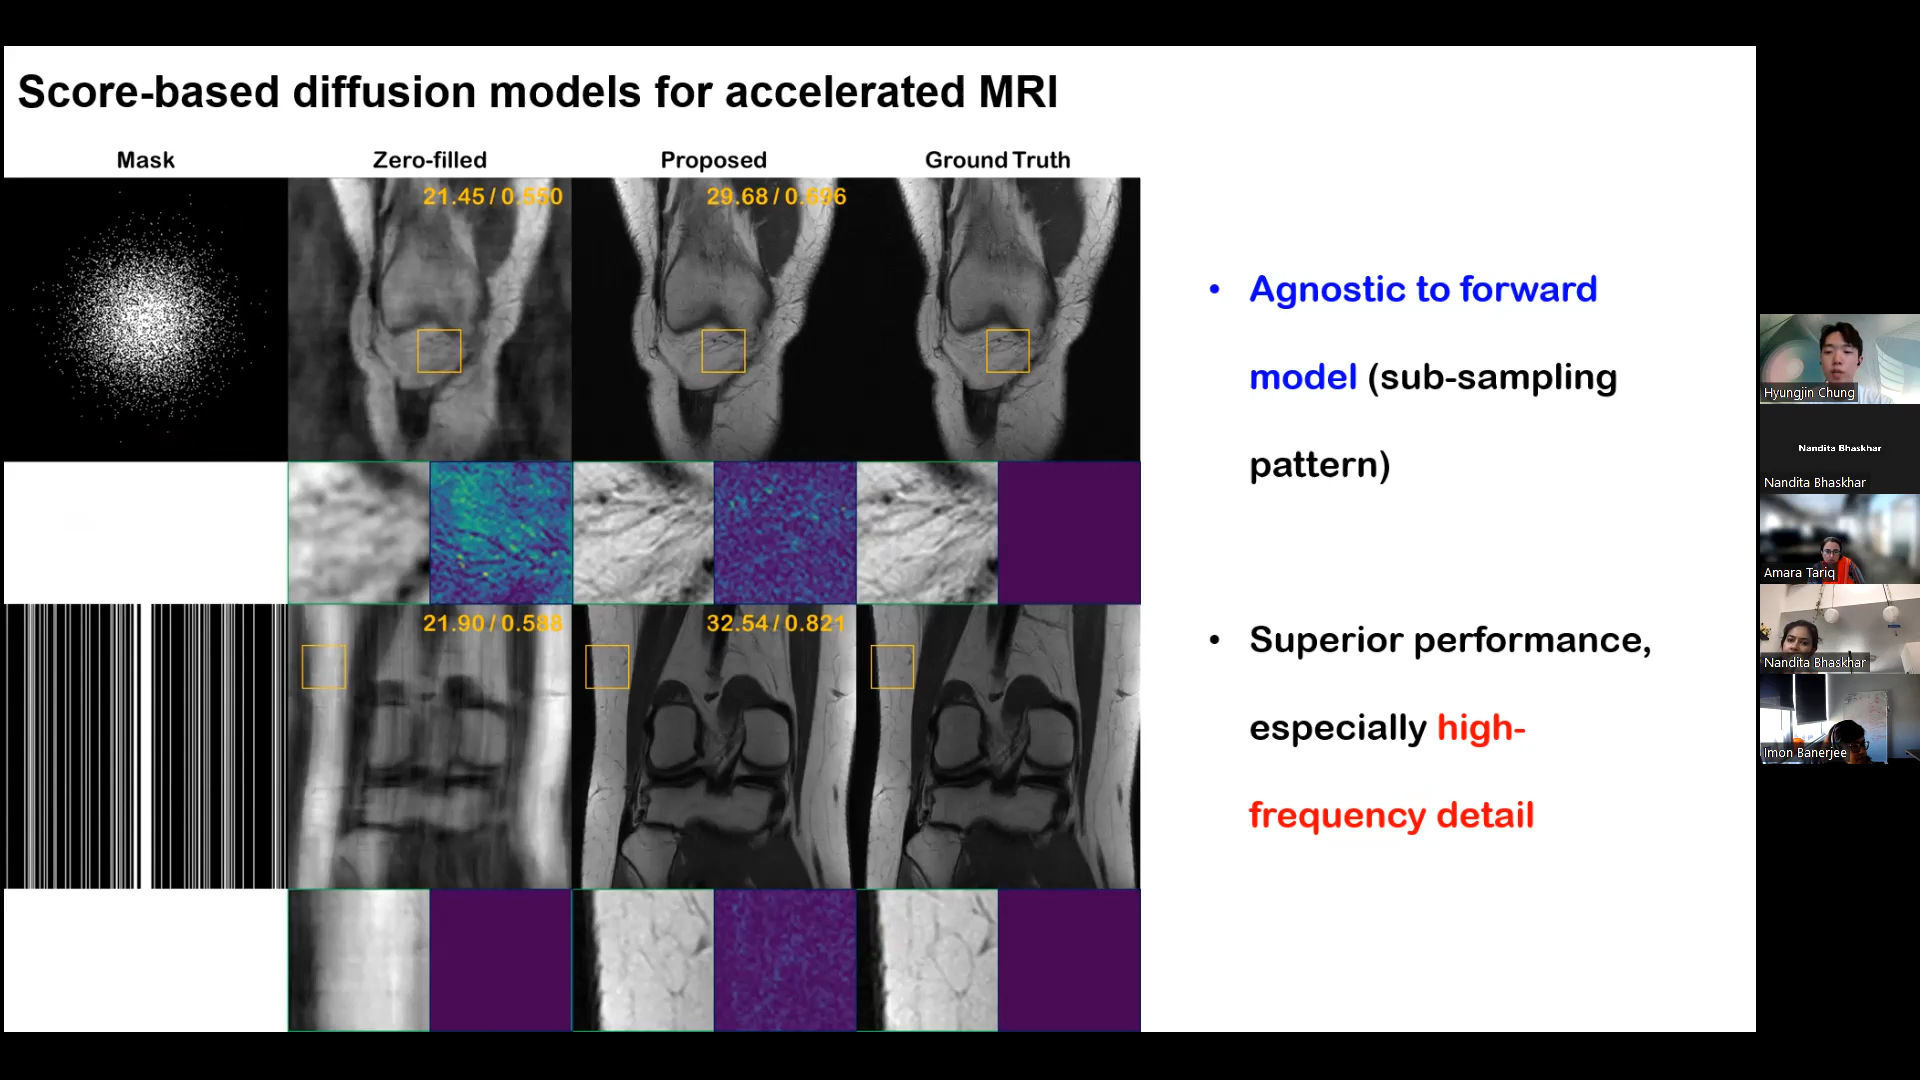 Score-based diffusion models for accelerated MRI
Mask
Zero-filled
Proposed
Ground Truth
21.45 / 0.550
29.68 / 0.696
21.90 / 0.588
32.54 / 0.821
• Agnostic to forward
model (sub-sampling
pattern)
• Superior performance,
especially high-
frequency detail
Hyungjin Chung
Nandita Bhaskhar
Nandita Bhaskhar
Amara Tariq
Nandita Bhaskhar
Imon Banerjee